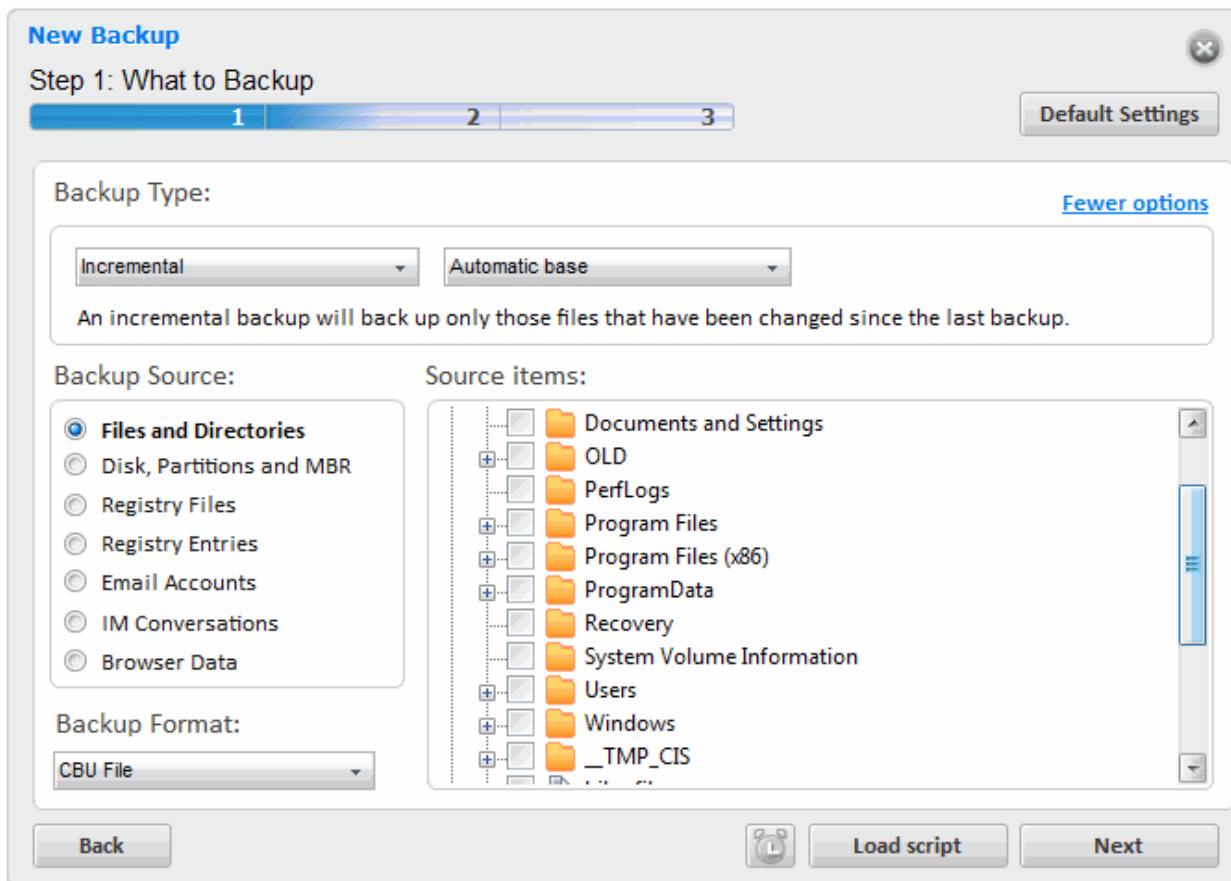 New Backup
Step 1: What to Backup
1 2 3
Default Settings
Backup Type:
Fewer options
Incremental
Automatic base
An incremental backup will back up only those files that have been changed since the last backup.
Backup Source:
Files and Directories
Disk, Partitions and MBR
Registry Files
Registry Entries
Email Accounts
IM Conversations
Browser Data
Backup Format:
CBU File
Source items:
Documents and Settings
OLD
PerfLogs
Program Files
Program Files (x86)
ProgramData
Recovery
System Volume Information
Users
Windows
__TMP_CIS
Back
Load script
Next